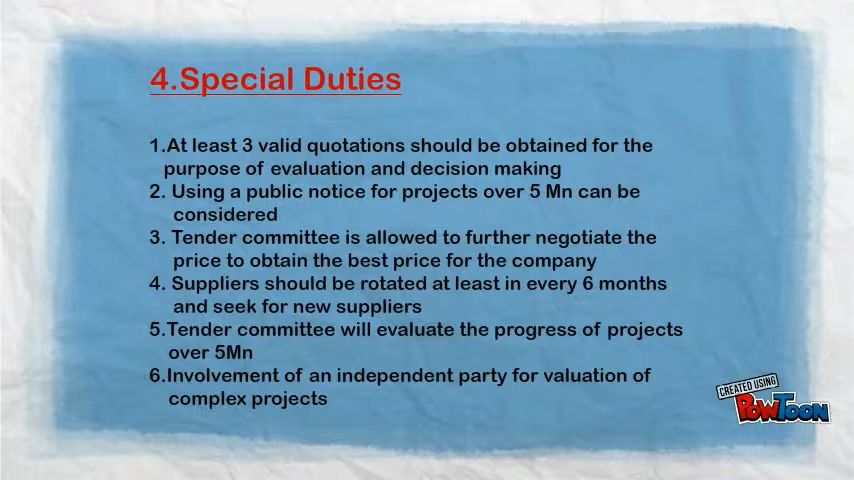 4.Special Duties
1.At least 3 valid quotations should be obtained for the
purpose of evaluation and decision making
2. Using a public notice for projects over 5 Mn can be
considered
3. Tender committee is allowed to further negotiate the
price to obtain the best price for the company
4. Suppliers should be rotated at least in every 6 months
and seek for new suppliers
5.Tender committee will evaluate the progress of projects
over 5Mn
6.Involvement of an independent party for valuation of
complex projects
CREATED USING
POWTOON